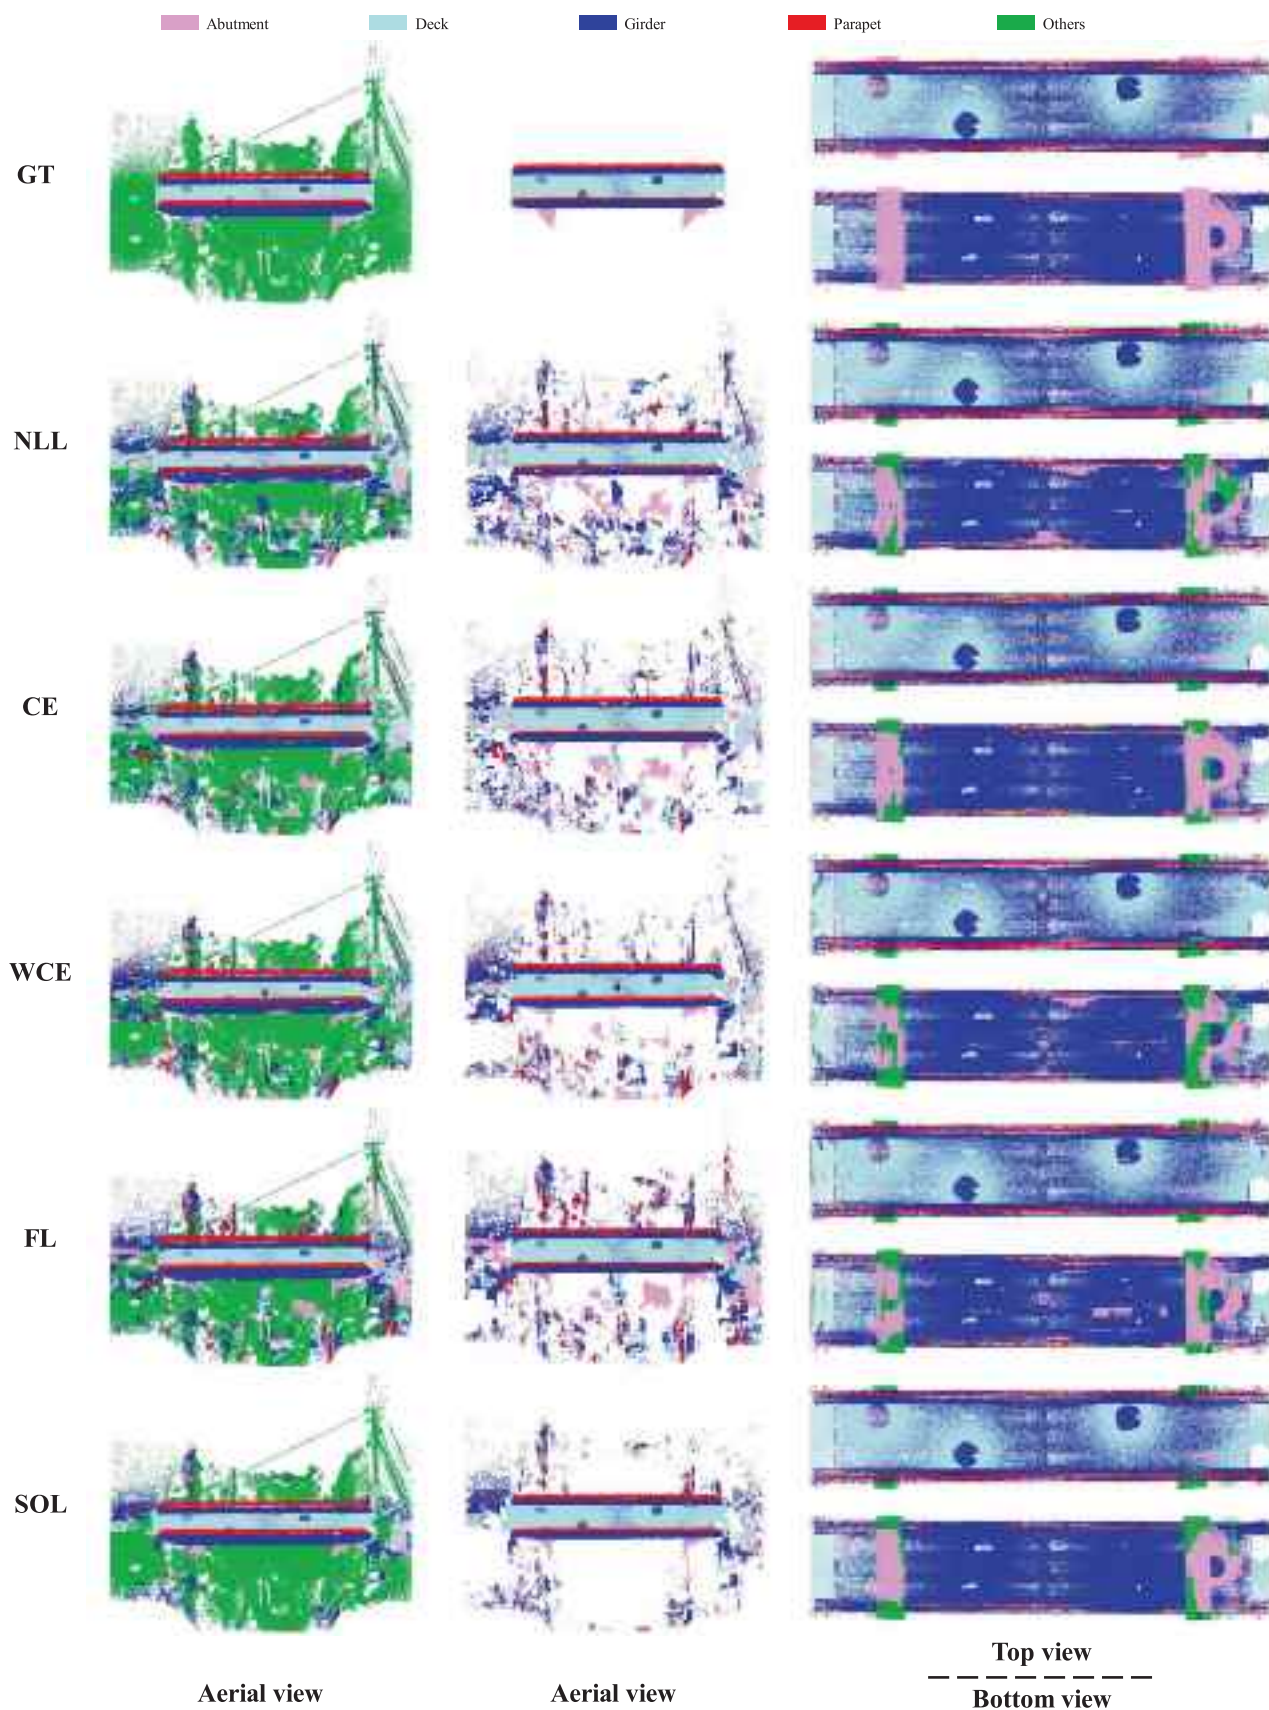 Abutment Deck Girder Parapet Others
GT
NLL
CE
WCE
FL
SOL
Aerial view Aerial view Top view
Bottom view